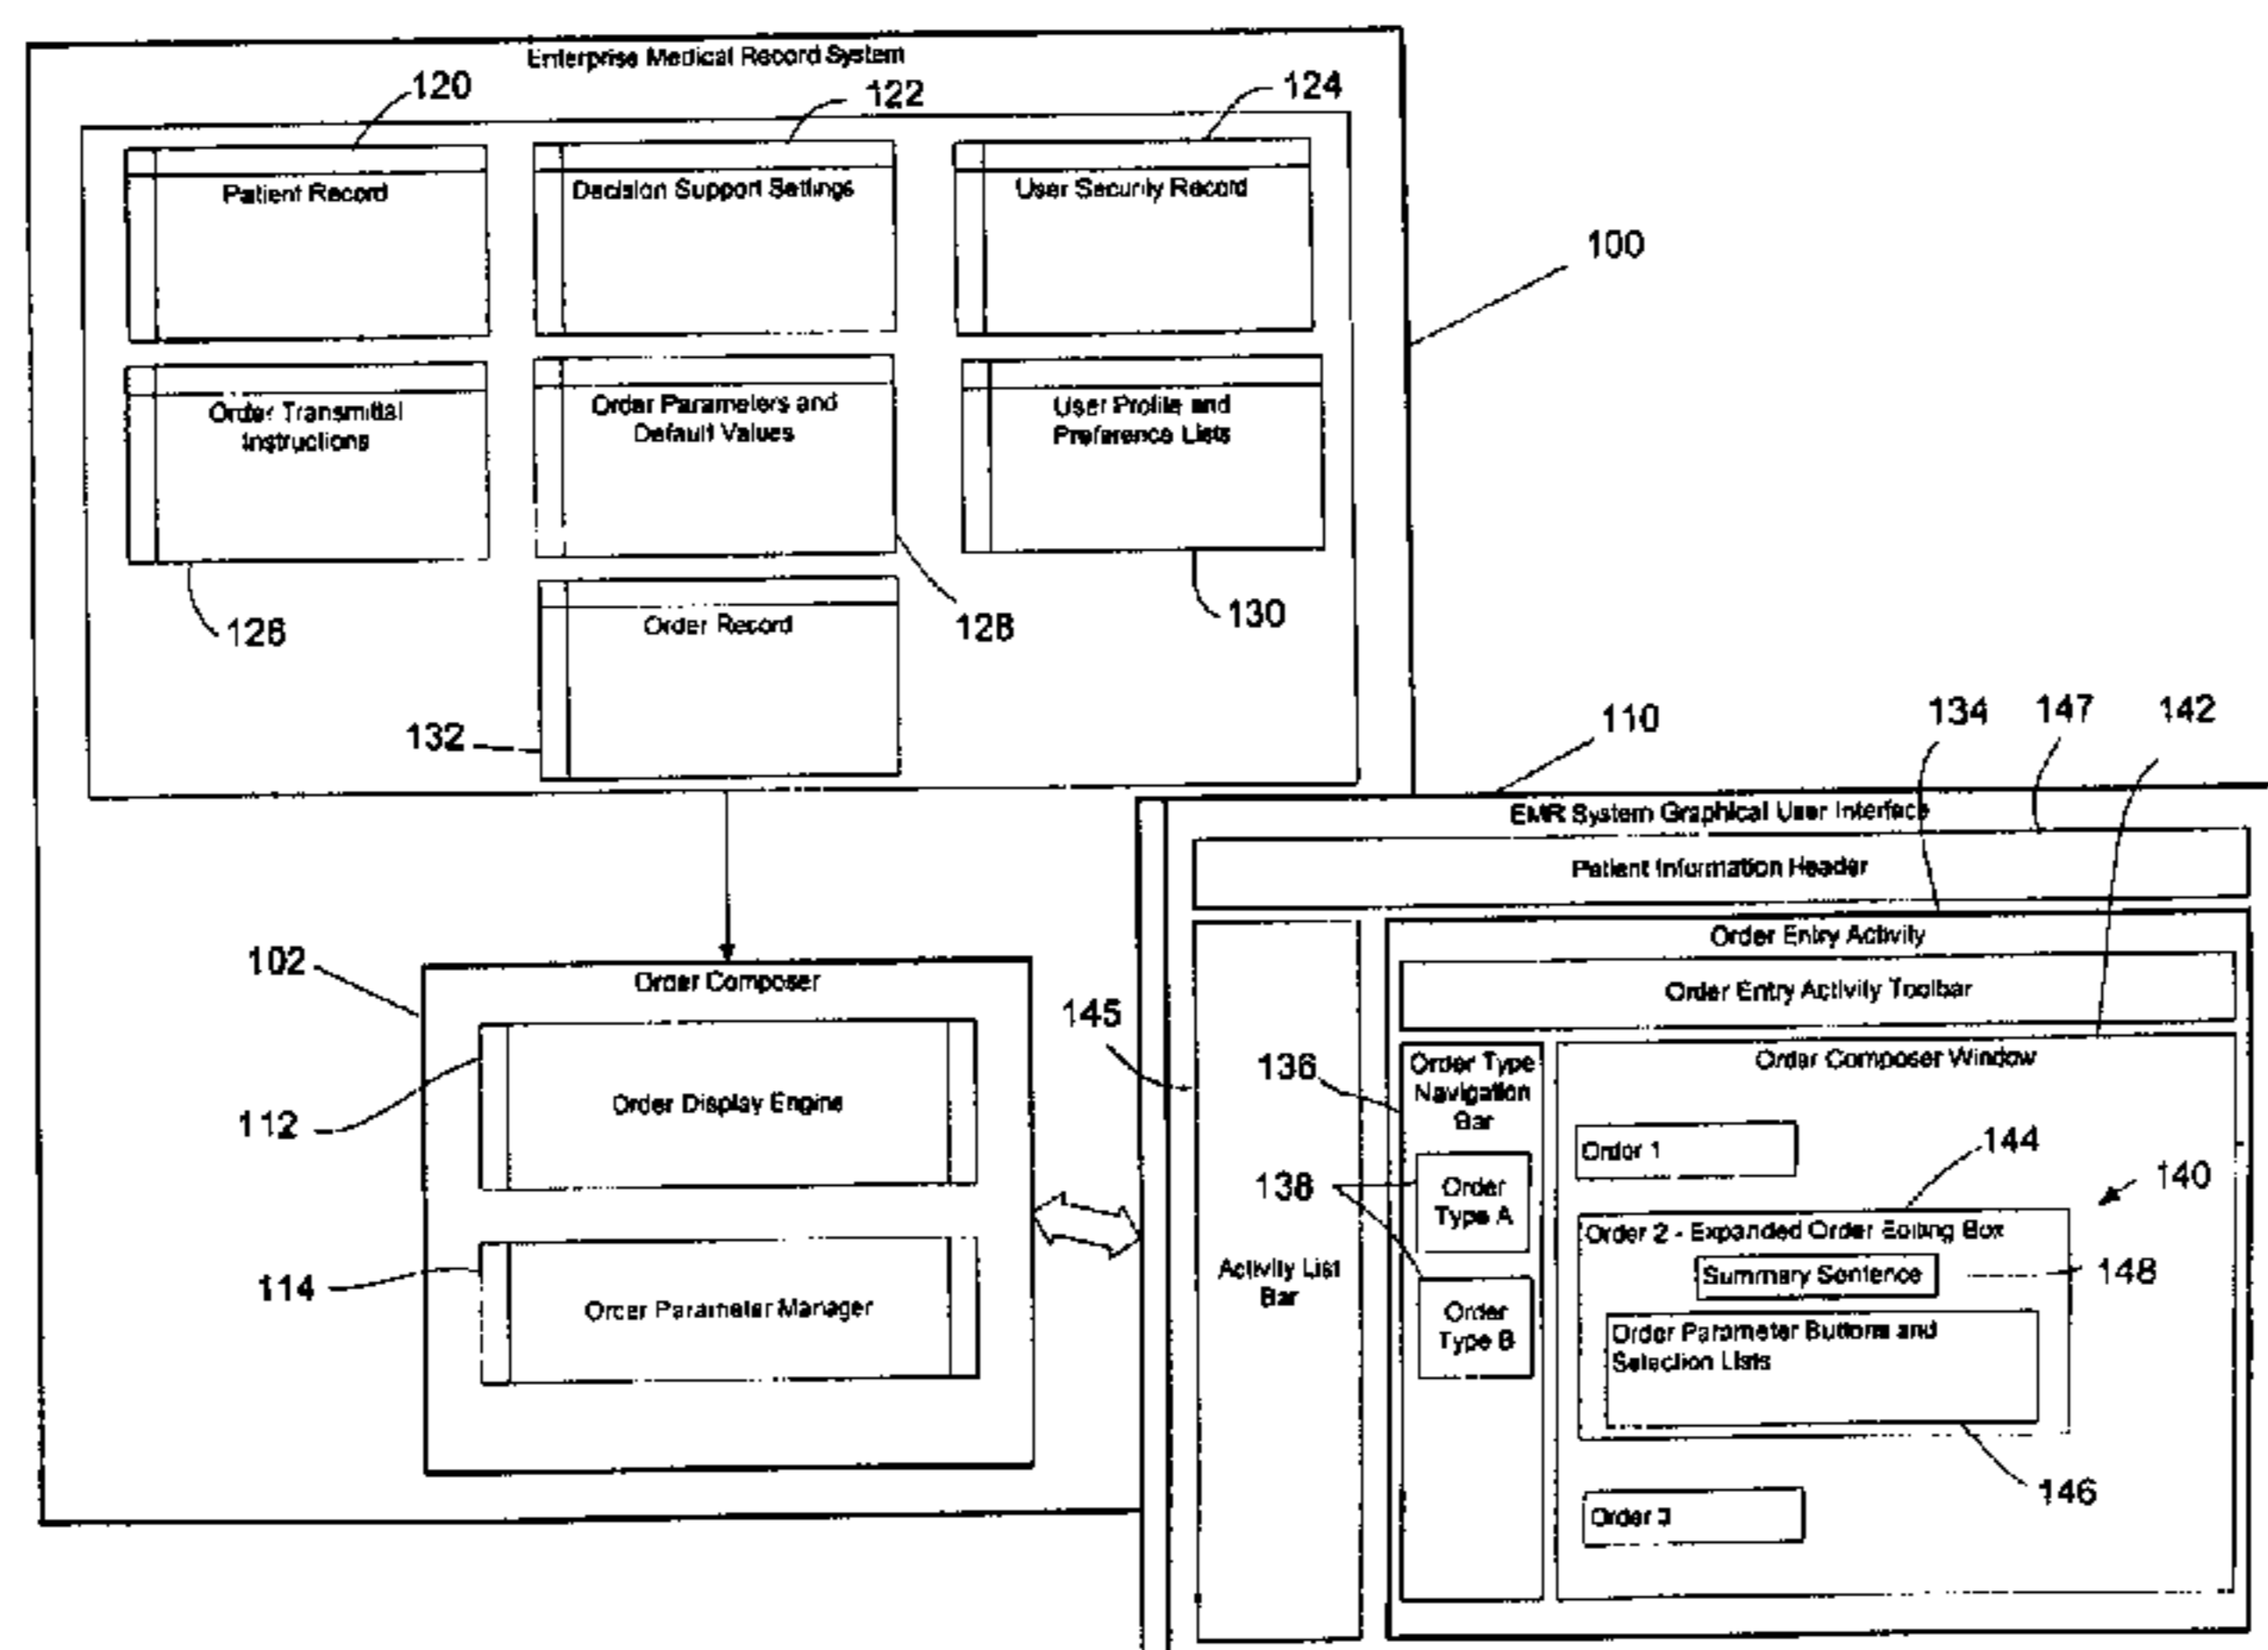 Enterprise Medical Record System
120
122
124
Patient Record
Decision Support Settings
User Security Record
100
Order Transmittal
Instructions
Order Parameters and
Default Values
User Profile and
Preference Lists
126
128
130
Order Record
132
110
134
147
142
EMR System Graphical User Interface
Patient Information Header
Order Entry Activity
Order Entry Activity Toolbar
102
Order Composer
145
136
Order Type
Navigation
Bar
Order Composer Window
112
Order Display Engine
Order 1
144
138
Order
Type A
140
Order 2 - Expanded Order Editing Box
Summary Sentence
148
114
Order Parameter Manager
Activity List
Bar
Order
Type B
Order Parameter Buttons and
Selection Lists
146
Order 3